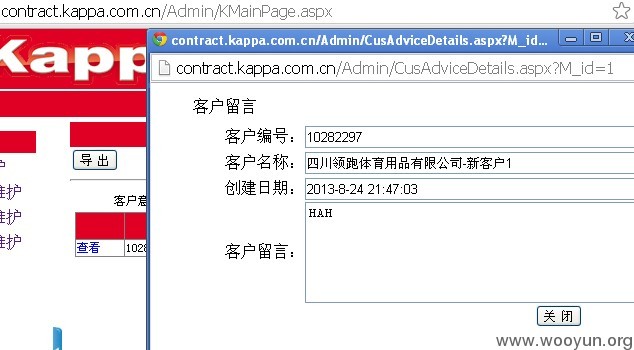 contract.kappa.com.cn/Admin/KMainPage.aspx
Kapp
contract.kappa.com.cn/Admin/CusAdviceDetails.aspx?M_id...
contract.kappa.com.cn/Admin/CusAdviceDetails.aspx?M_id=1
客户留言
客户编号：10282297
客户名称：四川领跑体育用品有限公司-新客户1
创建日期：2013-8-24 21:47:03
客户留言：HAH
关 闭
户
维护
维护
维护
导 出
客户意
查看 1028
www.wooyun.org